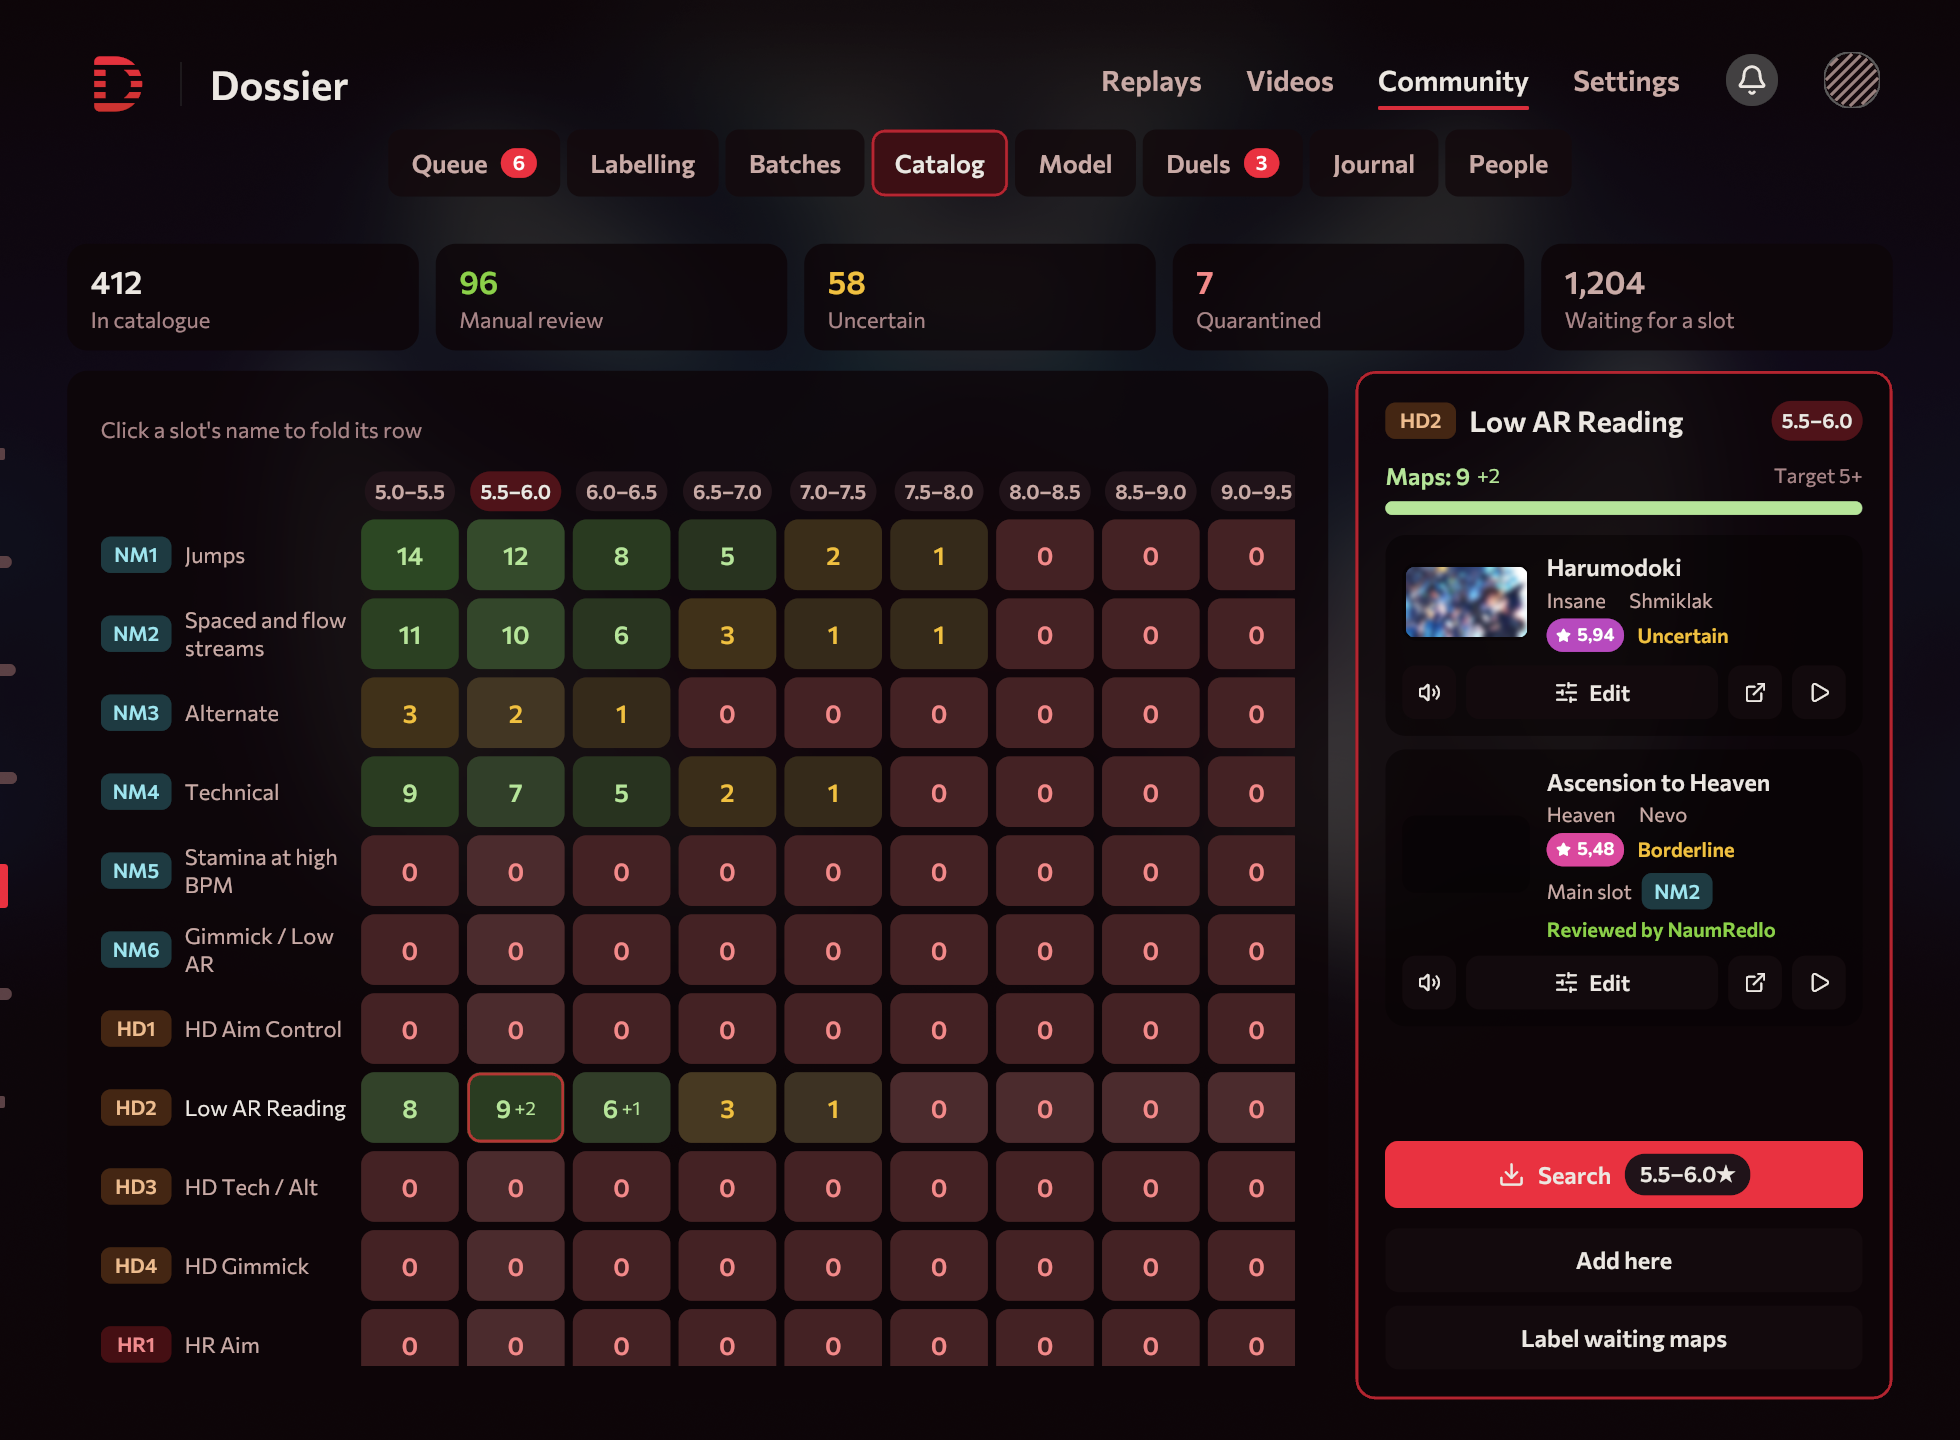 Dossier
Replays Videos Community Settings
Queue 6 Labelling Batches Catalog Model Duels 3 Journal People
412 96 58 7 1,204
In catalogue Manual review Uncertain Quarantined Waiting for a slot
Click a slot's name to fold its row
5.0–5.5 5.5–6.0 6.0–6.5 6.5–7.0 7.0–7.5 7.5–8.0 8.0–8.5 8.5–9.0 9.0–9.5
NM1 Jumps 14 12 8 5 2 1 0 0 0
NM2 Spaced and flow
streams 11 10 6 3 1 1 0 0 0
NM3 Alternate 3 2 1 0 0 0 0 0 0
NM4 Technical 9 7 5 2 1 0 0 0 0
NM5 Stamina at high
BPM 0 0 0 0 0 0 0 0 0
NM6 Gimmick / Low
AR 0 0 0 0 0 0 0 0 0
HD1 HD Aim Control 0 0 0 0 0 0 0 0 0
HD2 Low AR Reading 8 9 +2 6 +1 3 1 0 0 0 0
HD3 HD Tech / Alt 0 0 0 0 0 0 0 0 0
HD4 HD Gimmick 0 0 0 0 0 0 0 0 0
HR1 HR Aim 0 0 0 0 0 0 0 0 0
HD2 Low AR Reading 5.5–6.0
Maps: 9 +2 Target 5+
Harumodoki
Insane Shmiklak
★ 5,94 Uncertain
Edit
Ascension to Heaven
Heaven Nevo
★ 5,48 Borderline
Main slot NM2
Reviewed by NaumRedlo
Edit
Search 5.5–6.0★
Add here
Label waiting maps